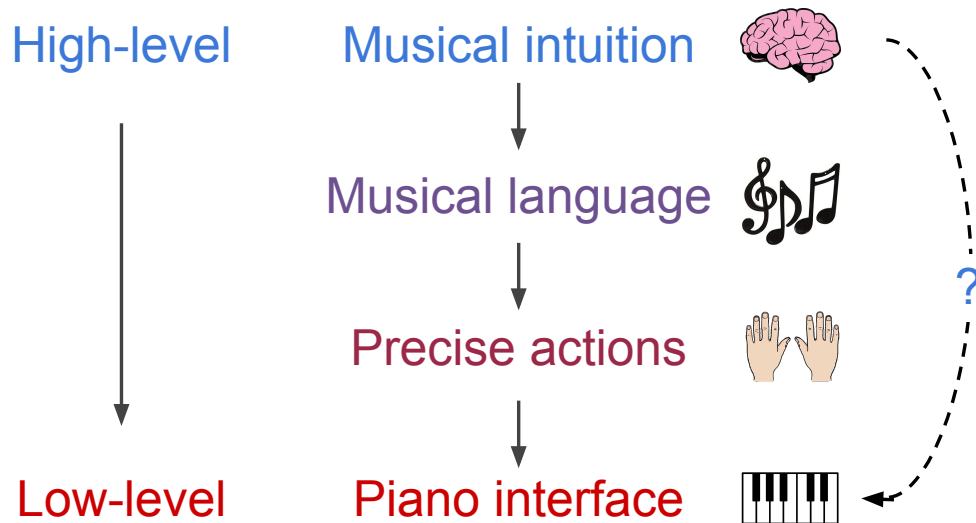 High-level
Musical intuition
Musical language
?
Precise actions
Low-level
Piano interface